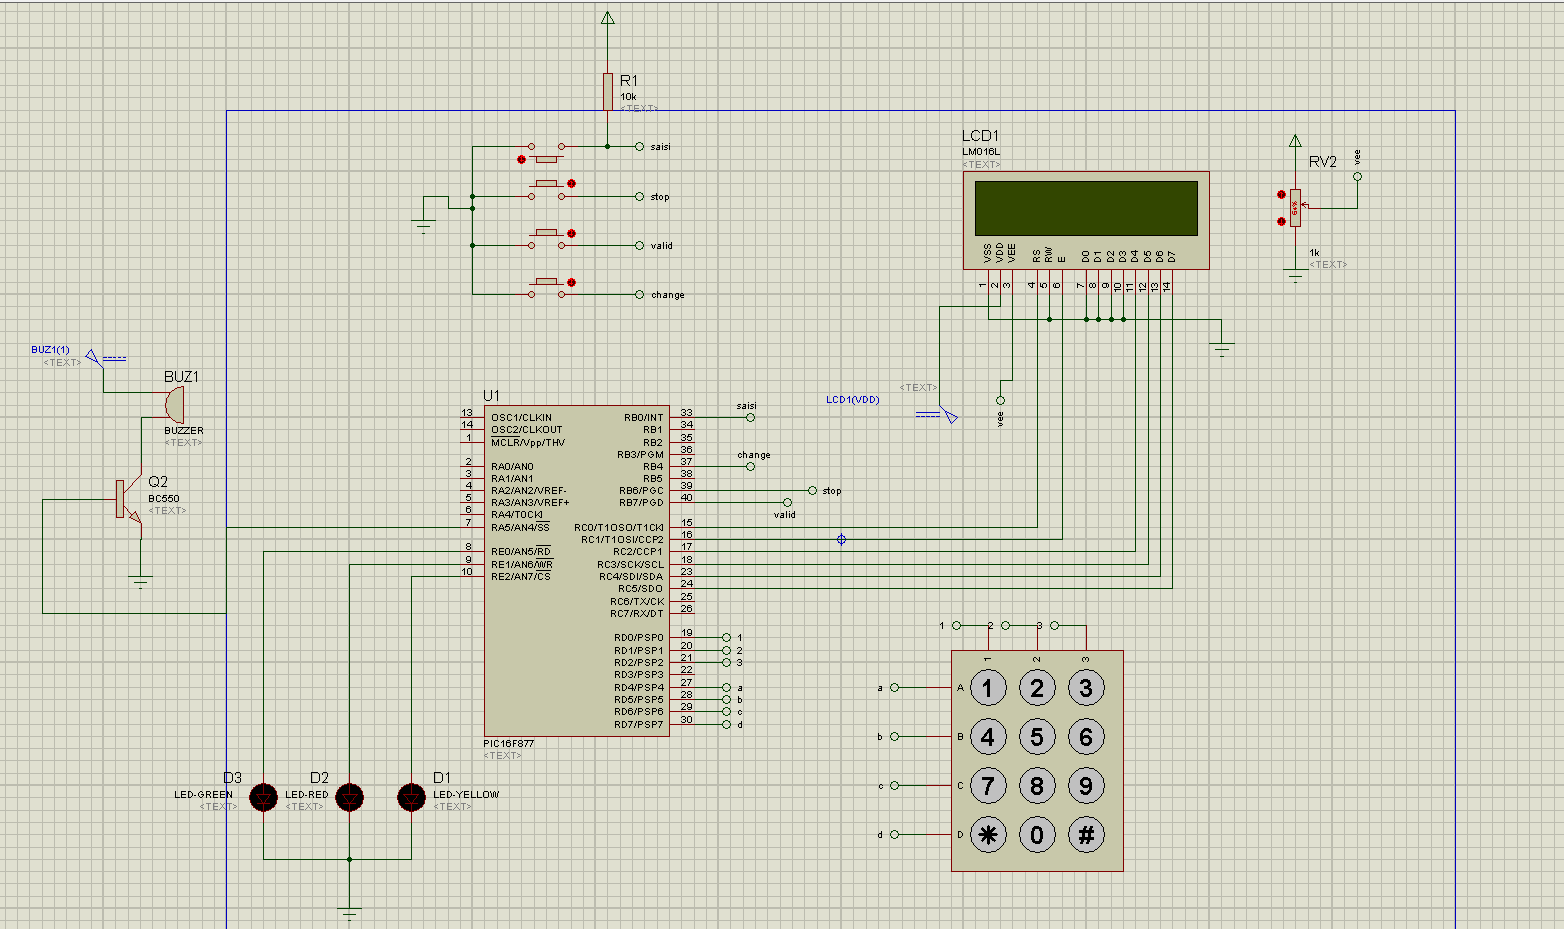 R1
10k
<TEXT>
saisi
stop
valid
change
LCD1
LM016L
<TEXT>
VSS VDD VEE RS RW E D0 D1 D2 D3 D4 D5 D6 D7
1 2 3 4 5 6 7 8 9 10 11 12 13 14
RV2
vee
1k
<TEXT>
LCD1(VDD)
<TEXT>
vee
BUZ1(1)
<TEXT>
BUZ1
BUZZER
<TEXT>
Q2
BC550
<TEXT>
U1
13 OSC1/CLKIN RB0/INT 33 saisi
14 OSC2/CLKOUT RB1 34
1 MCLR/Vpp/THV RB2 35
RB3/PGM 36
2 RA0/AN0 RB4 37 change
3 RA1/AN1 RB5 38
4 RA2/AN2/VREF- RB6/PGC 39 stop
5 RA3/AN3/VREF+ RB7/PGD 40 valid
6 RA4/T0CKI
7 RA5/AN4/SS RC0/T1OSO/T1CKI 15
RC1/T1OSI/CCP2 16
8 RE0/AN5/RD RC2/CCP1 17
9 RE1/AN6/WR RC3/SCK/SCL 18
10 RE2/AN7/CS RC4/SDI/SDA 23
RC5/SDO 24
RC6/TX/CK 25
RC7/RX/DT 26
RD0/PSP0 19 1
RD1/PSP1 20 2
RD2/PSP2 21 3
RD3/PSP3 22
RD4/PSP4 27 a
RD5/PSP5 28 b
RD6/PSP6 29 c
RD7/PSP7 30 d
PIC16F877
<TEXT>
D3
LED-GREEN
<TEXT>
D2
LED-RED
<TEXT>
D1
LED-YELLOW
<TEXT>
1 2 3
1 2 3
a A 1 2 3
b B 4 5 6
c C 7 8 9
d D * 0 #